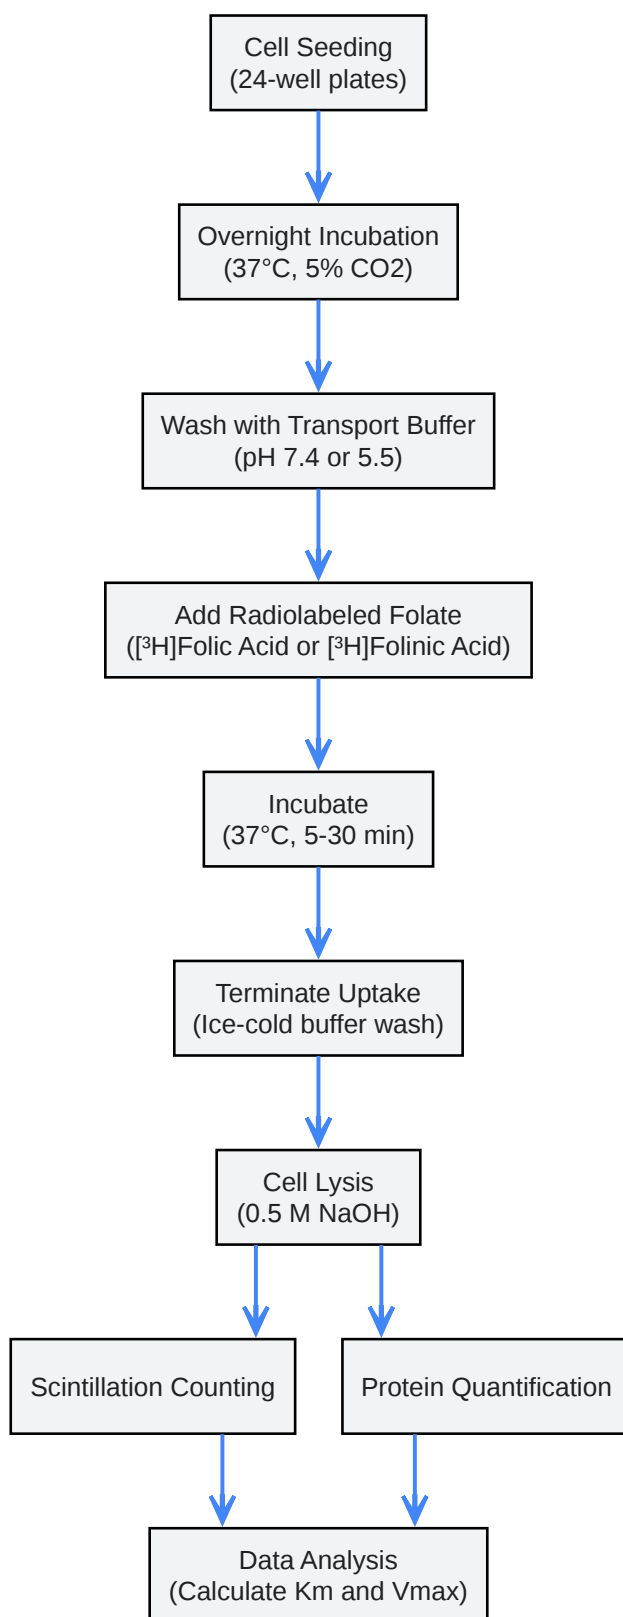 Cell Seeding
(24-well plates)
Overnight Incubation
(37°C, 5% CO2)
Wash with Transport Buffer
(pH 7.4 or 5.5)
Add Radiolabeled Folate
([³H]Folic Acid or [³H]Folinic Acid)
Incubate
(37°C, 5-30 min)
Terminate Uptake
(Ice-cold buffer wash)
Cell Lysis
(0.5 M NaOH)
Scintillation Counting
Protein Quantification
Data Analysis
(Calculate Km and Vmax)